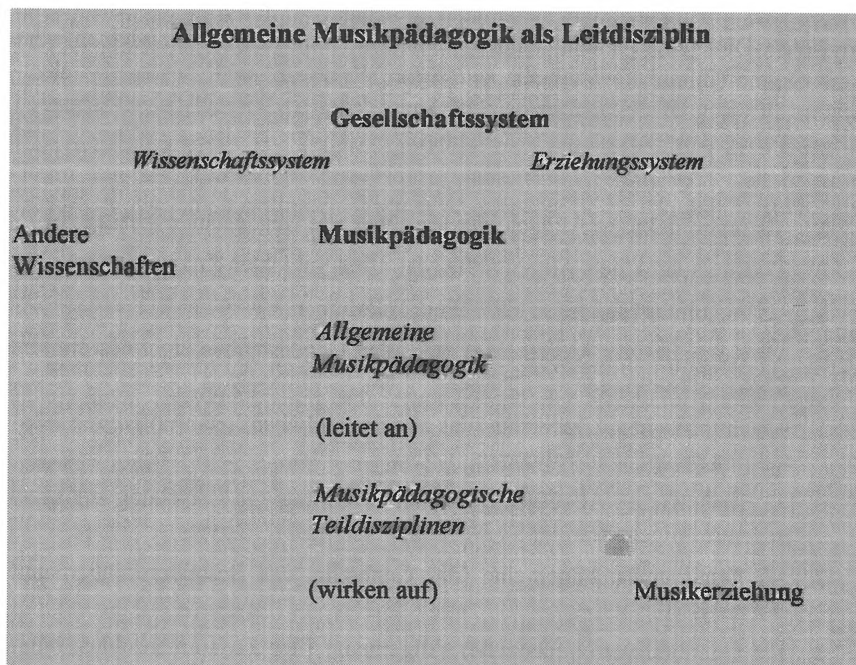 Allgemeine Musikpädagogik als Leitdisziplin
Gesellschaftssystem
Wissenschaftssystem Erziehungssystem
Andere Musikpädagogik
Wissenschaften
Allgemeine
Musikpädagogik
(leitet an)
Musikpädagogische
Teildisziplinen
(wirken auf) Musikerziehung